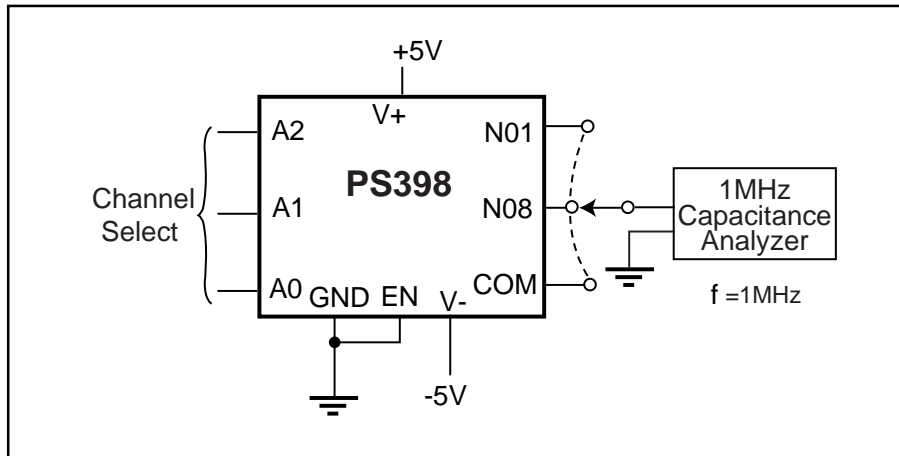 +5V
V+
A2
N01
PS398
1MHz
Capacitance
Analyzer
Channel
Select
A1
N08
A0
GND
EN
V-
COM
f =1MHz
-5V